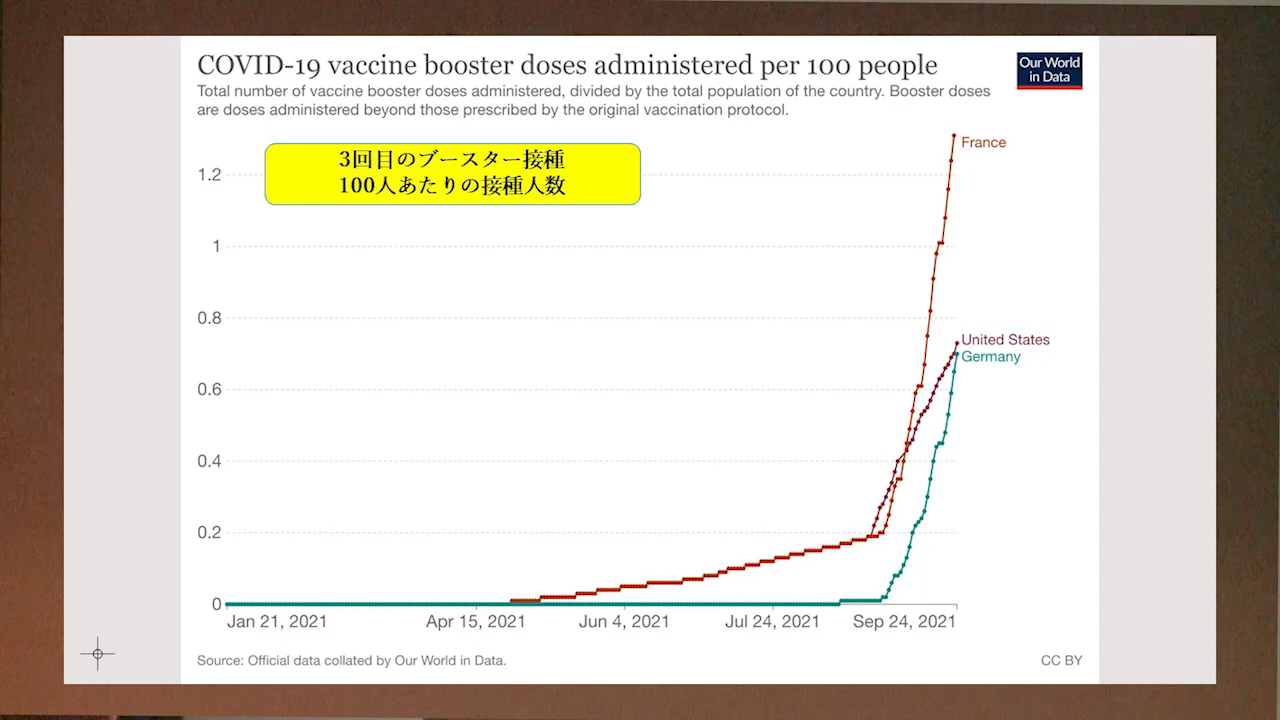 COVID-19 vaccine booster doses administered per 100 people
Our World
in Data
Total number of vaccine booster doses administered, divided by the total population of the country. Booster doses
are doses administered beyond those prescribed by the original vaccination protocol.
3回目のブースター接種
100人あたりの接種人数
France
1.2
1
0.8
United States
Germany
0.6
0.4
0.2
0
Jan 21, 2021
Apr 15, 2021
Jun 4, 2021
Jul 24, 2021
Sep 24, 2021
Source: Official data collated by Our World in Data.
CC BY